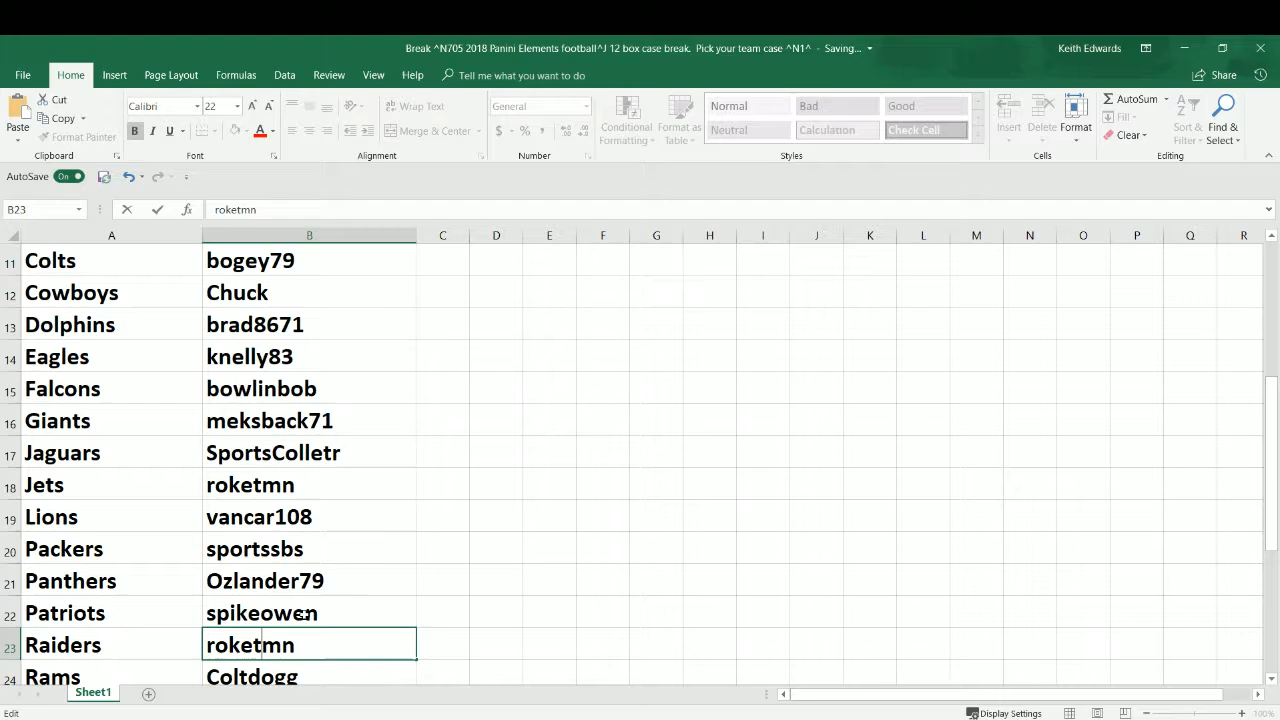 Break ^N705 2018 Panini Elements football^J 12 box case break. Pick your team case ^N1^ - Saving...
Keith Edwards
File Home Insert Page Layout Formulas Data Review View Help Tell me what you want to do Share
Paste
Cut
Copy
Format Painter
Clipboard
Calibri 22
B I U
Font
Wrap Text
Merge & Center
Alignment
General
$ % ,
Number
Conditional Formatting
Format as Table
Normal Bad Good
Neutral Calculation Check Cell
Styles
Insert Delete Format
Cells
AutoSum
Fill
Clear
Sort & Filter
Find & Select
Editing
AutoSave On
B23 fx roketmn
A B C D E F G H I J K L M N O P Q R
11 Colts bogey79
12 Cowboys Chuck
13 Dolphins brad8671
14 Eagles knelly83
15 Falcons bowlinbob
16 Giants meksback71
17 Jaguars SportsColletr
18 Jets roketmn
19 Lions vancar108
20 Packers sportssbs
21 Panthers Ozlander79
22 Patriots spikeowen
23 Raiders roketmn
24 Rams Coltdogg
Sheet1
Edit
Display Settings
100%